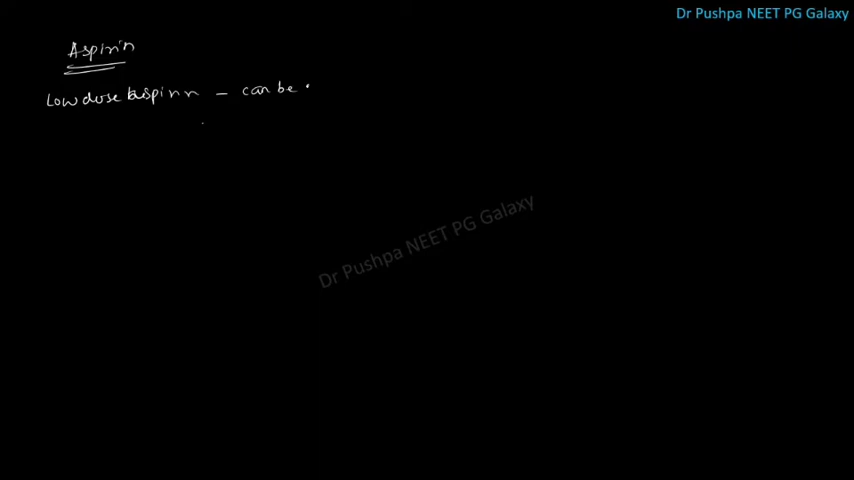 Dr Pushpa NEET PG Galaxy
Aspirin
Low dose aspirin - can be
Dr Pushpa NEET PG Galaxy